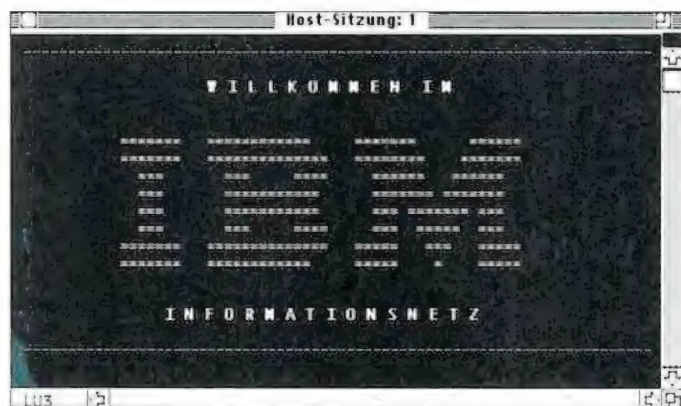 Host-Sitzung: 1
WILLKOMMEN IM
IBM
INFORMATIONSNETZ
LU3